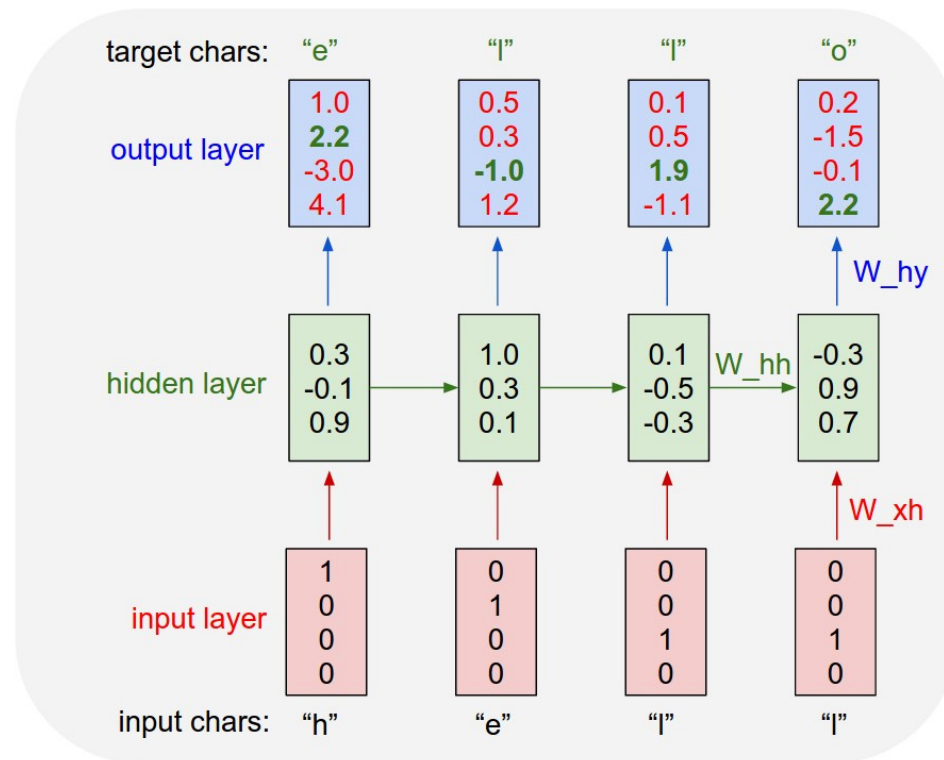 target chars: “e” “l” “l” “o”
1.0 0.5 0.1 0.2
2.2 0.3 0.5 -1.5
output layer
-3.0 -1.0 1.9 -0.1
4.1 1.2 -1.1 2.2
W_hy
0.3 1.0 0.1 -0.3
W_hh
hidden layer -0.1 0.3 -0.5 0.9
0.9 0.1 -0.3 0.7
W_xh
1 0 0 0
0 1 0 0
input layer
0 0 1 1
0 0 0 0
input chars: “h” “e” “l” “l”